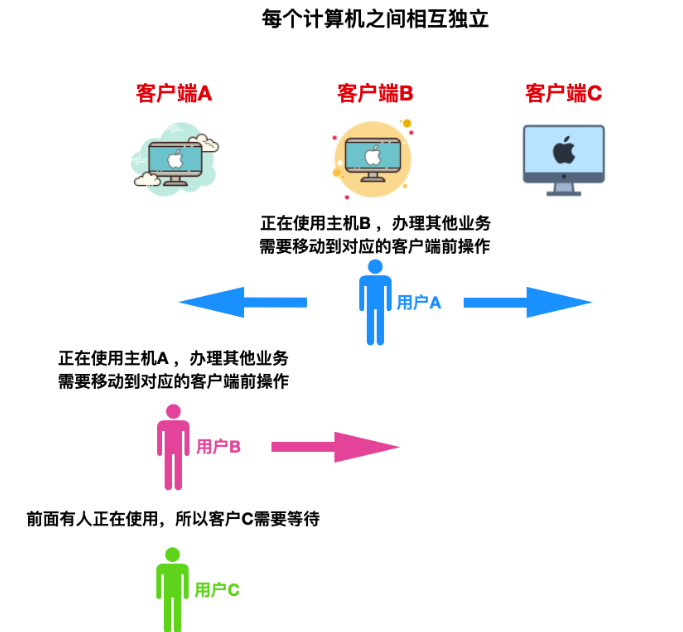 每个计算机之间相互独立
客户端A
客户端B
客户端C
正在使用主机B ，办理其他业务
需要移动到对应的客户端前操作
用户A
正在使用主机A ，办理其他业务
需要移动到对应的客户端前操作
用户B
前面有人正在使用，所以客户C需要等待
用户C